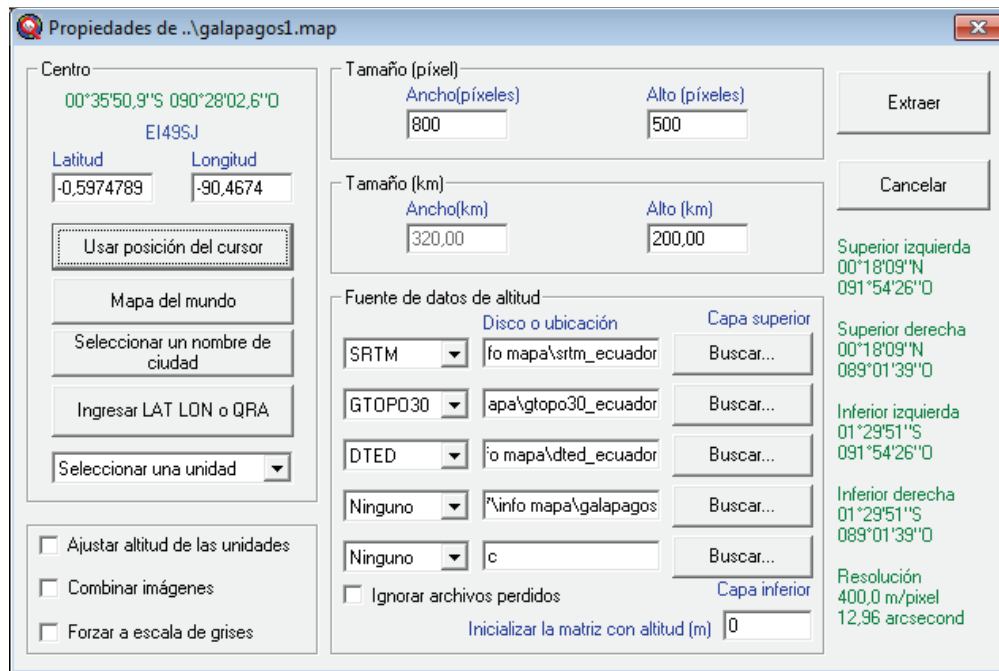 Propiedades de ..\galapagos1.map
Centro
00°35'50,9"S 090°28'02,6"O
EI49SJ
Latitud Longitud
-0,5974789 -90,4674
Usar posición del cursor
Mapa del mundo
Seleccionar un nombre de
ciudad
Ingresar LAT LON o QRA
Seleccionar una unidad
Ajustar altitud de las unidades
Combinar imágenes
Forzar a escala de grises
Tamaño (píxel)
Ancho(píxeles) Alto (píxeles)
800 500
Tamaño (km)
Ancho(km) Alto (km)
320,00 200,00
Fuente de datos de altitud
Disco o ubicación Capa superior
SRTM fo mapa\srtm_ecuador Buscar...
GTOPO30 apa\gtopo30_ecuador Buscar...
DTED fo mapa\dted_ecuador Buscar...
Ninguno \info mapa\galapagos Buscar...
Ninguno c Buscar...
Ignorar archivos perdidos Capa inferior
Inicializar la matriz con altitud (m) 0
Extraer
Cancelar
Superior izquierda
00°18'09"N
091°54'26"O
Superior derecha
00°18'09"N
089°01'39"O
Inferior izquierda
01°29'51"S
091°54'26"O
Inferior derecha
01°29'51"S
089°01'39"O
Resolución
400,0 m/pixel
12,96 arcsecond